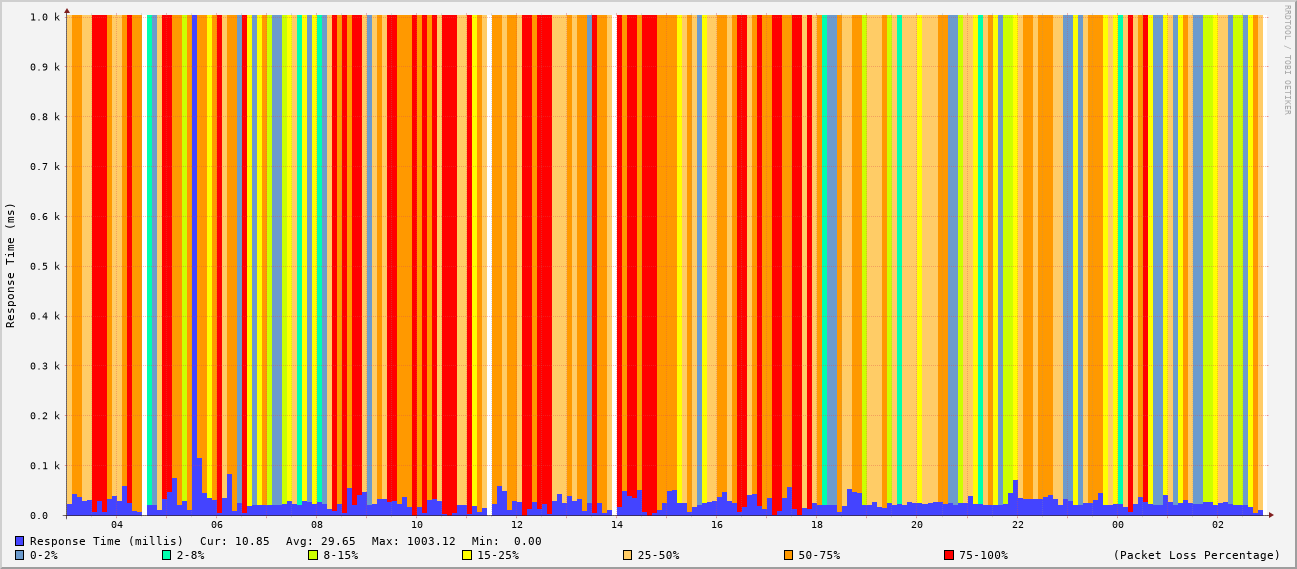 RRDTOOL / TOBI OETIKER
Response Time (ms)
1.0 k
0.9 k
0.8 k
0.7 k
0.6 k
0.5 k
0.4 k
0.3 k
0.2 k
0.1 k
0.0
04 06 08 10 12 14 16 18 20 22 00 02
Response Time (millis) Cur: 10.85 Avg: 29.65 Max: 1003.12 Min: 0.00
0-2% 2-8% 8-15% 15-25% 25-50% 50-75% 75-100% (Packet Loss Percentage)